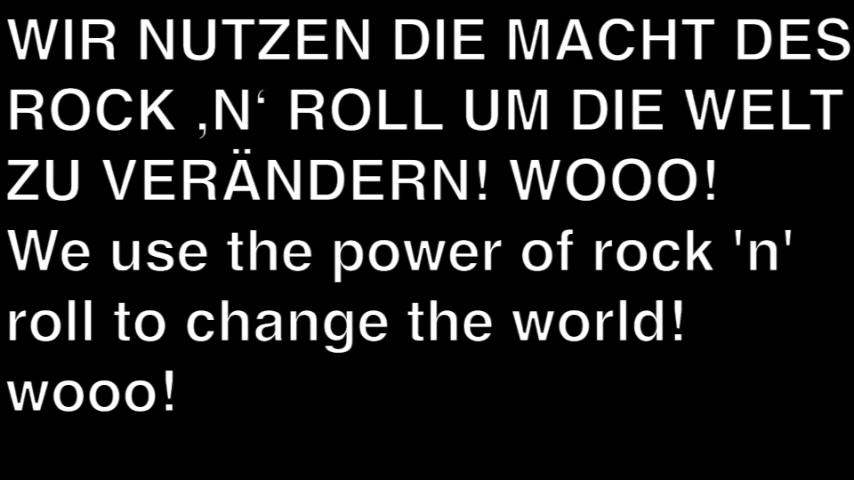 WIR NUTZEN DIE MACHT DES
ROCK ‚N‘ ROLL UM DIE WELT
ZU VERÄNDERN! WOOO!
We use the power of rock 'n'
roll to change the world!
wooo!